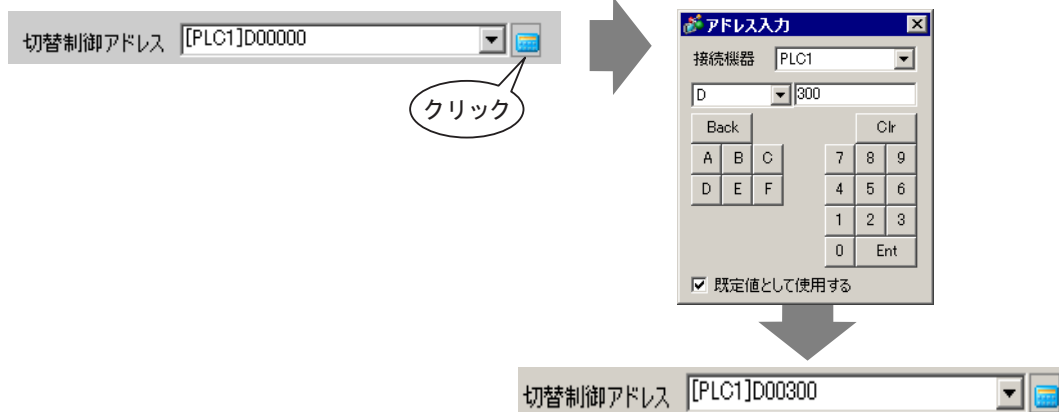 切替制御アドレス [PLC1]D00000
クリック
アドレス入力
接続機器 PLC1
D 300
Back Clr
A B C 7 8 9
D E F 4 5 6
1 2 3
0 Ent
既定値として使用する
切替制御アドレス [PLC1]D00300